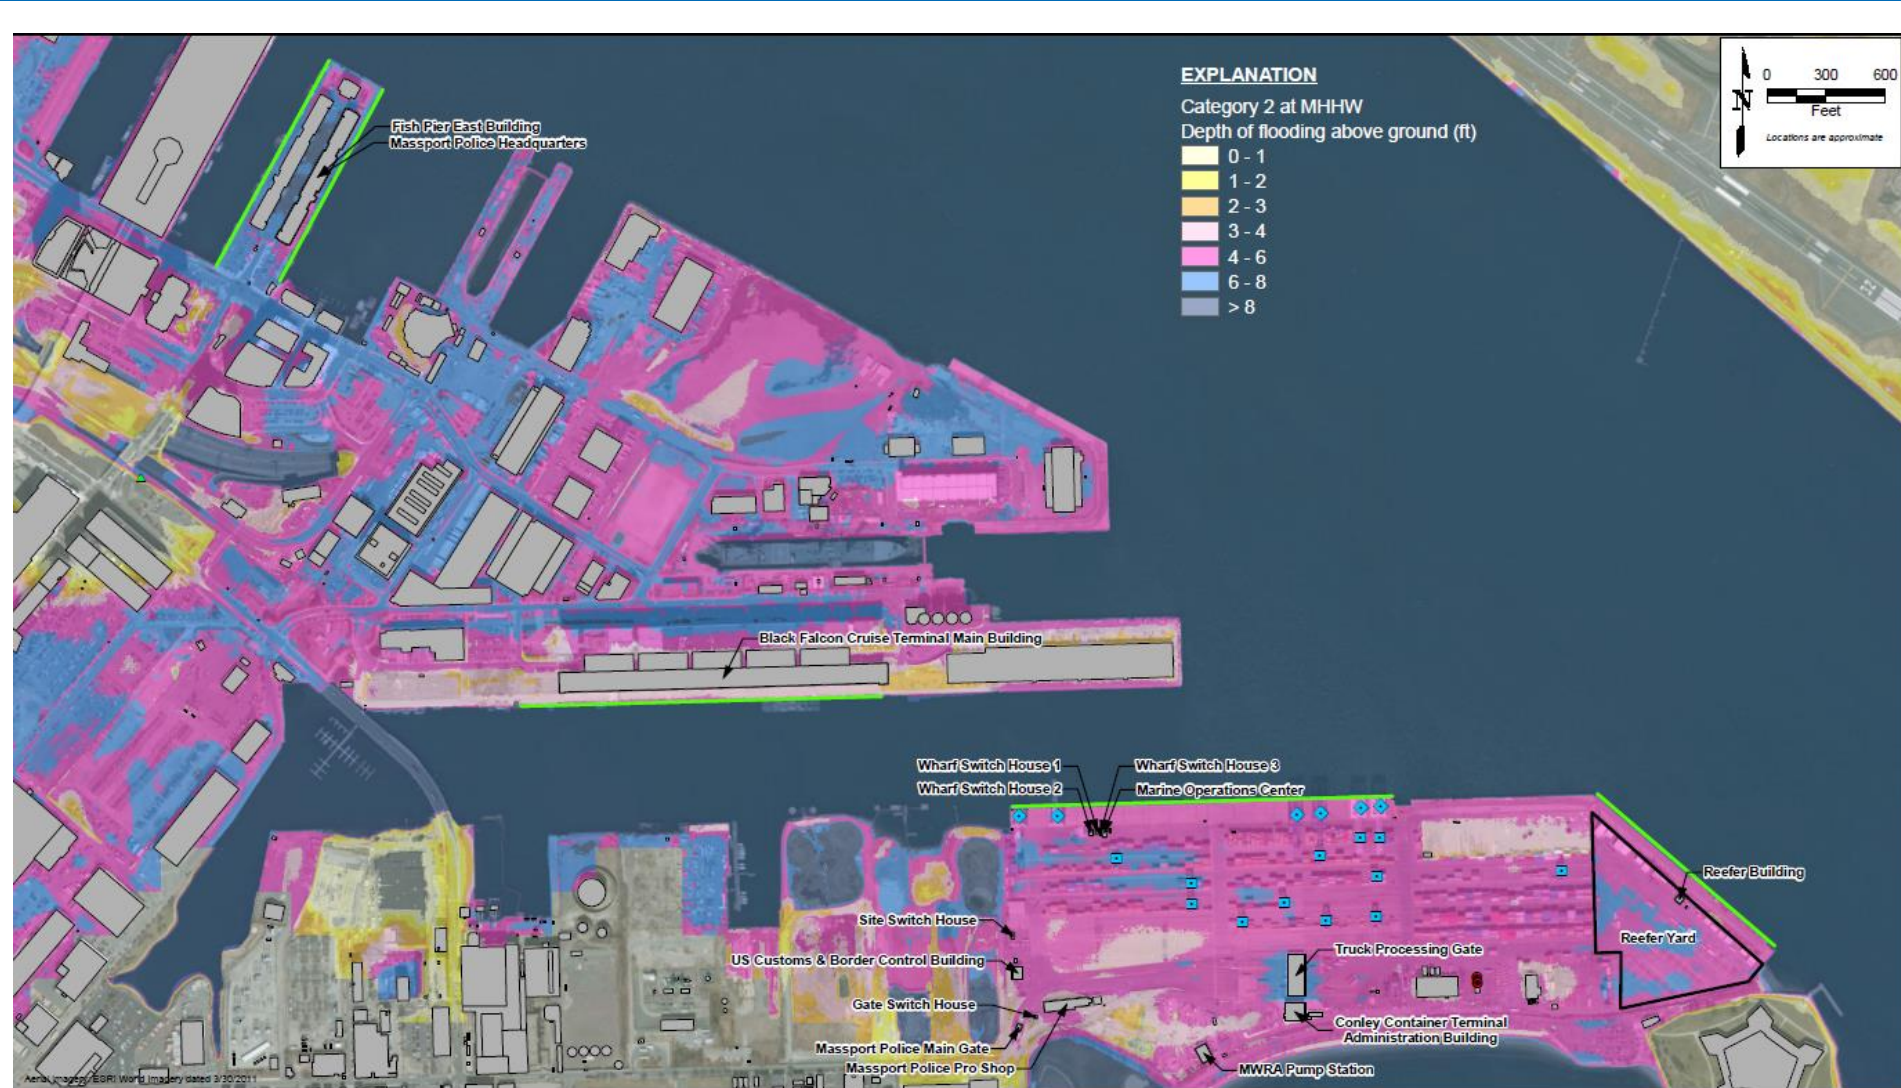 EXPLANATION
Category 2 at MHHW
Depth of flooding above ground (ft)
0 - 1
1 - 2
2 - 3
3 - 4
4 - 6
6 - 8
> 8
0 300 600
Feet
N
Locations are approximate
Fish Pier East Building
Massport Police Headquarters
Black Falcon Cruise Terminal Main Building
Wharf Switch House 1
Wharf Switch House 3
Wharf Switch House 2
Marine Operations Center
Reefer Building
Site Switch House
Reefer Yard
Truck Processing Gate
US Customs & Border Control Building
Gate Switch House
Conley Container Terminal
Administration Building
Massport Police Main Gate
Massport Police Pro Shop
MWRA Pump Station
Aerial Imagery: ESRI World Imagery dated 3/30/2011